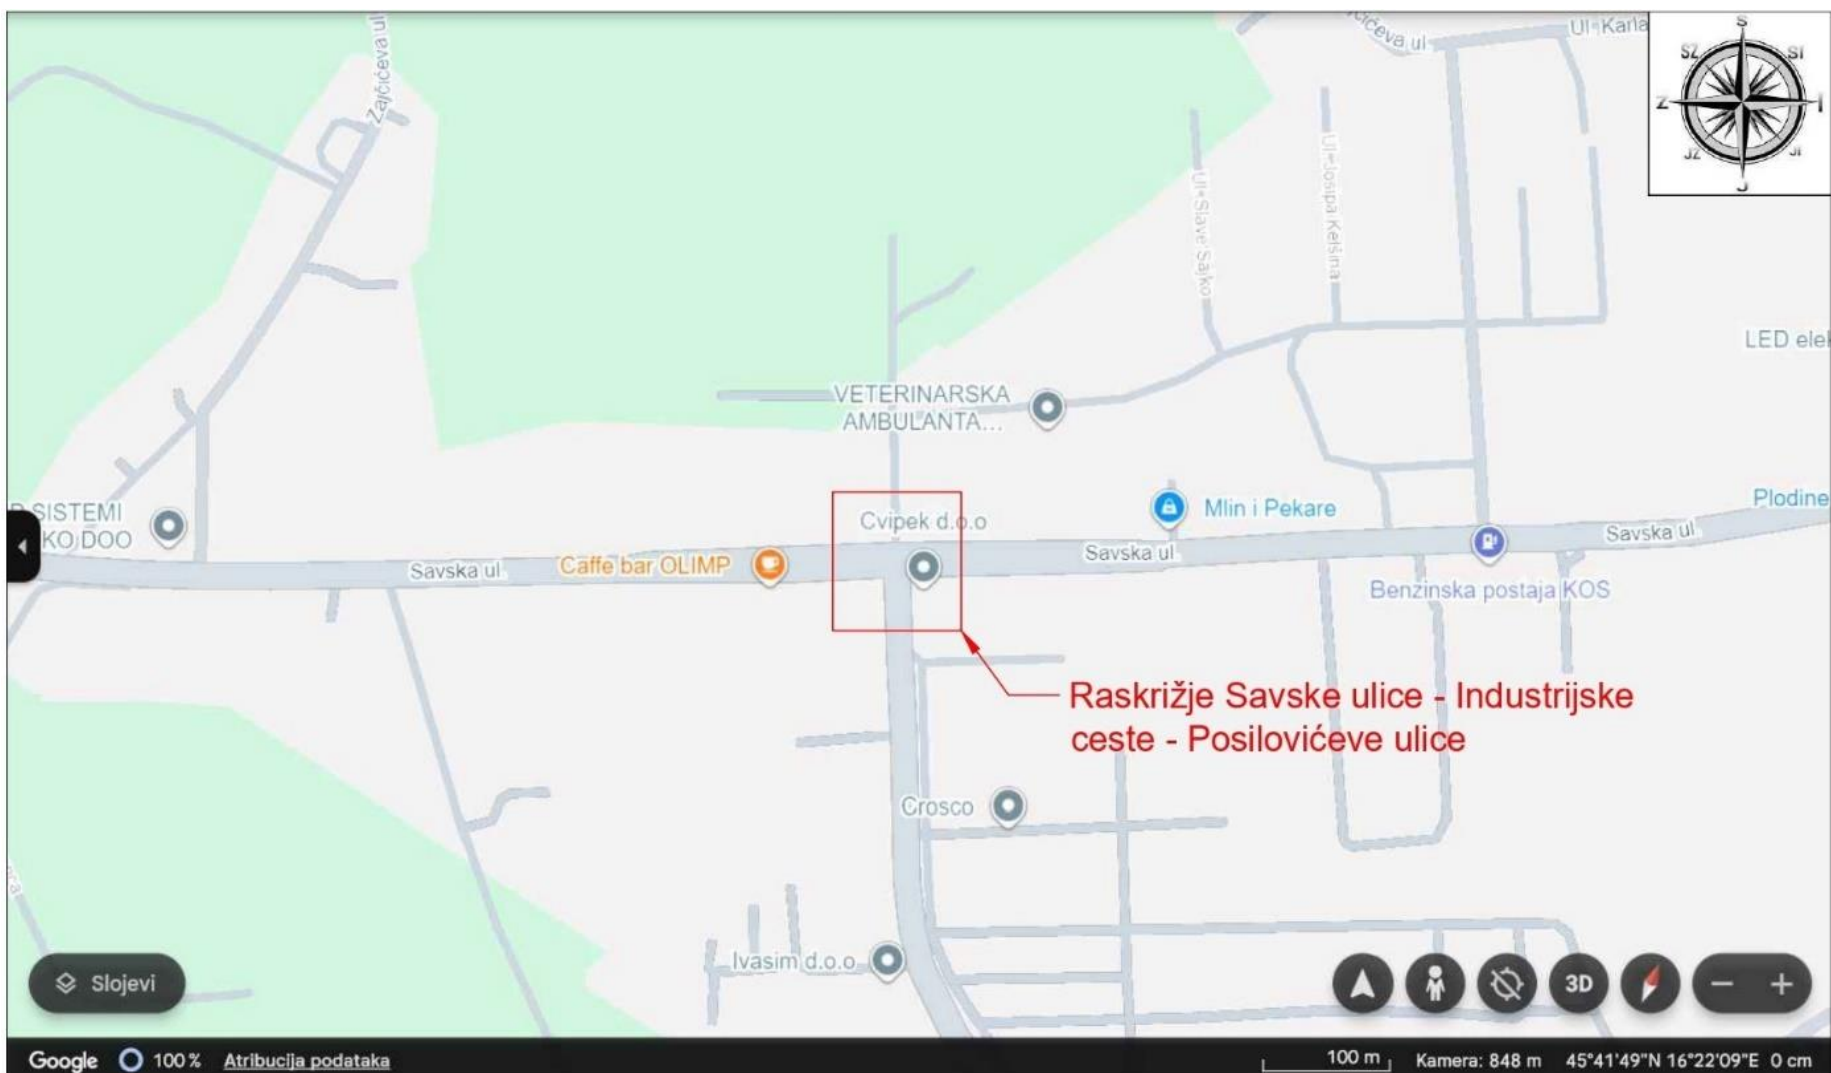 Zajčićeva ul
čićeva ul
Ul. Karla
S
SZ
SI
Z
I
JZ
JI
J
Ul. Slave Sajko
Ul. Josipa Kelšina
LED elek
VETERINARSKA
AMBULANTA...
SISTEMI
KO DOO
Cvipek d.o.o
Mlin i Pekare
Plodine
Savska ul.
Caffe bar OLIMP
Savska ul.
Savska ul.
Benzinska postaja KOS
Raskrižje Savske ulice - Industrijske
ceste - Posilovićeve ulice
Crosco
Ivasim d.o.o
Slojevi
3D
Google 100 % Atribucija podataka 100 m Kamera: 848 m 45°41'49"N 16°22'09"E 0 cm